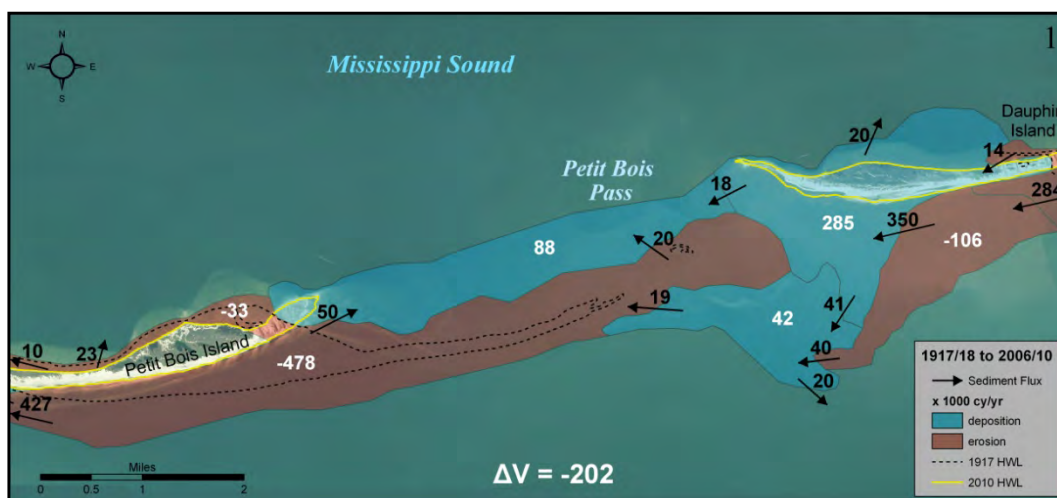 1
N
W E
S
Mississippi Sound
Dauphin
Island
20
14
Petit Bois
Pass
18
284
285
350
-106
20
88
-33
50
19
41
42
10
23
Petit Bois Island
-478
40
20
427
1917/18 to 2006/10
Sediment Flux
x 1000 cy/yr
deposition
erosion
1917 HWL
2010 HWL
Miles
0 0.5 1 2
ΔV = -202